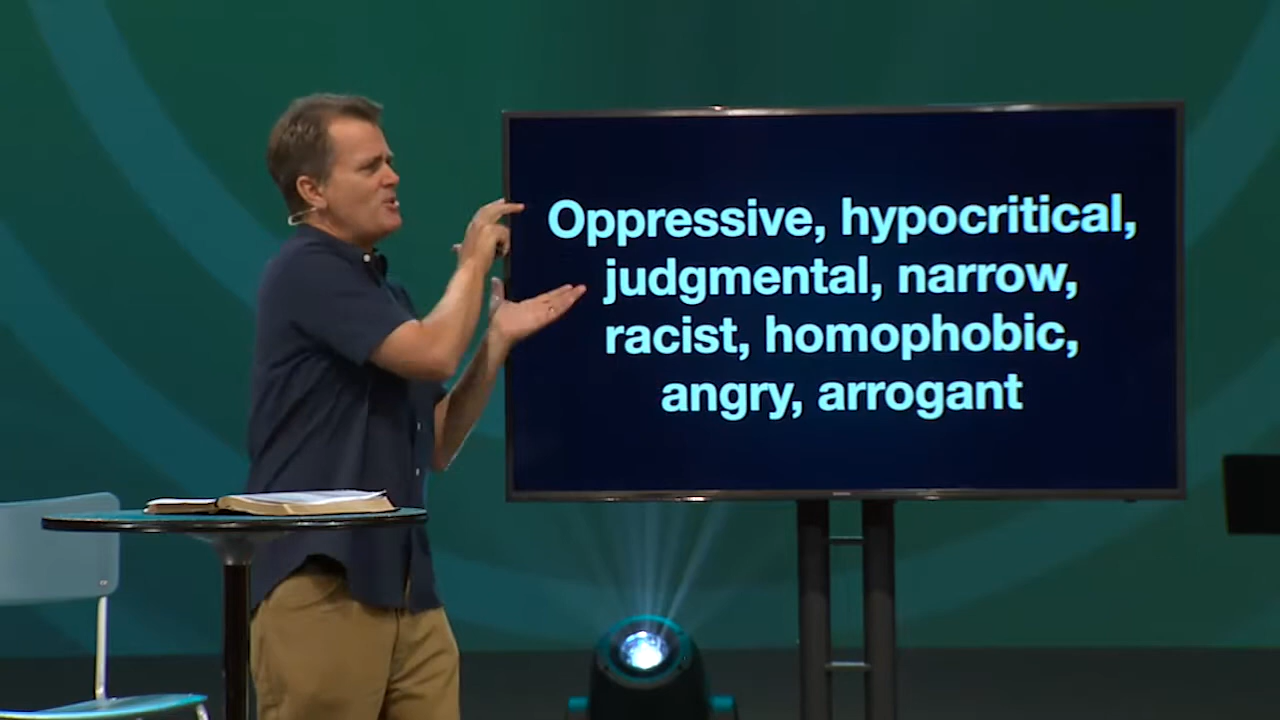 Oppressive, hypocritical,
judgmental, narrow,
racist, homophobic,
angry, arrogant